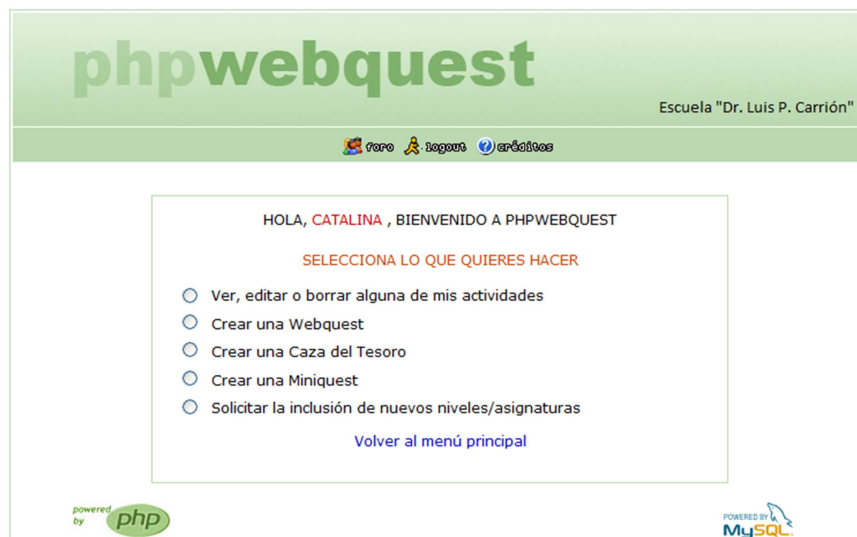 phpwebquest
Escuela "Dr. Luis P. Carrión"
foro logout créditos
HOLA, CATALINA , BIENVENIDO A PHPWEBQUEST
SELECCIONA LO QUE QUIERES HACER
Ver, editar o borrar alguna de mis actividades
Crear una Webquest
Crear una Caza del Tesoro
Crear una Miniquest
Solicitar la inclusión de nuevos niveles/asignaturas
Volver al menú principal
powered
by php
POWERED BY
MySQL